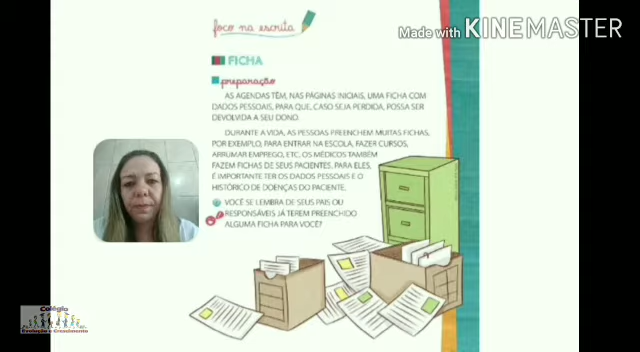 foco na escrita
Made with KINEMASTER
FICHA
preparação
AS AGENDAS TÊM, NAS PÁGINAS INICIAIS, UMA FICHA COM
DADOS PESSOAIS, PARA QUE, CASO SEJA PERDIDA, POSSA SER
DEVOLVIDA A SEU DONO.
DURANTE A VIDA, AS PESSOAS PREENCHEM MUITAS FICHAS,
POR EXEMPLO, PARA ENTRAR NA ESCOLA, FAZER CURSOS,
ARRUMAR EMPREGO, ETC. OS MÉDICOS TAMBÉM
FAZEM FICHAS DE SEUS PACIENTES. PARA ELES,
É IMPORTANTE TER OS DADOS PESSOAIS E O
HISTÓRICO DE DOENÇAS DO PACIENTE.
VOCÊ SE LEMBRA DE SEUS PAIS OU
RESPONSÁVEIS JÁ TEREM PREENCHIDO
ALGUMA FICHA PARA VOCÊ?
Colégio
Evolução e Crescimento